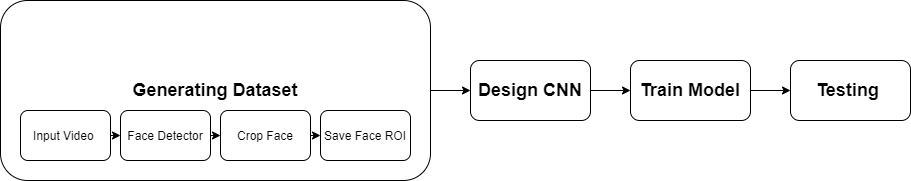 Generating Dataset
Input Video
Face Detector
Crop Face
Save Face ROI
Design CNN
Train Model
Testing